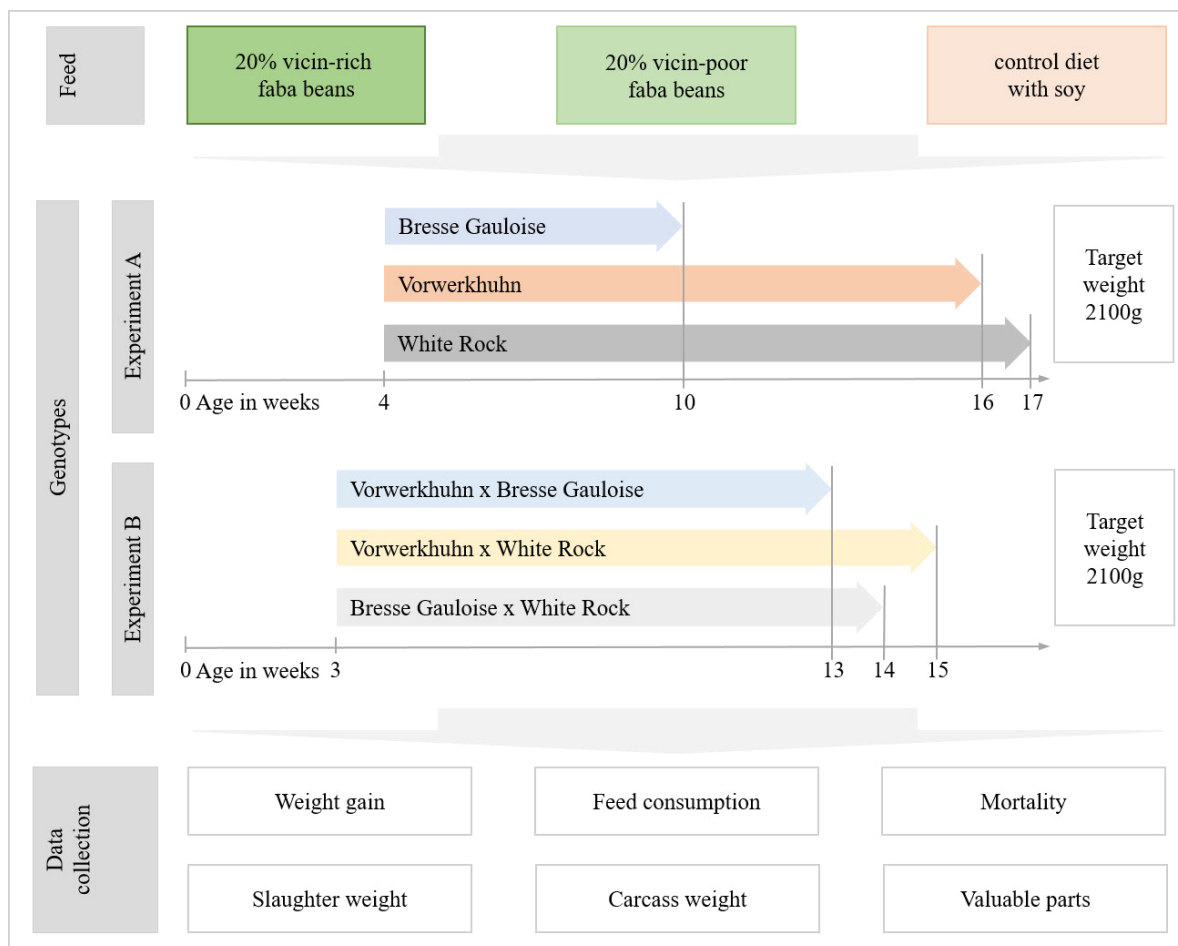 Feed
20% vicin-rich
faba beans
20% vicin-poor
faba beans
control diet
with soy
Genotypes
Experiment A
Bresse Gauloise
Vorwerkhuhn
White Rock
Target
weight
2100g
0 Age in weeks 4 10 16 17
Experiment B
Vorwerkhuhn x Bresse Gauloise
Vorwerkhuhn x White Rock
Bresse Gauloise x White Rock
Target
weight
2100g
0 Age in weeks 3 13 14 15
Data
collection
Weight gain
Feed consumption
Mortality
Slaughter weight
Carcass weight
Valuable parts